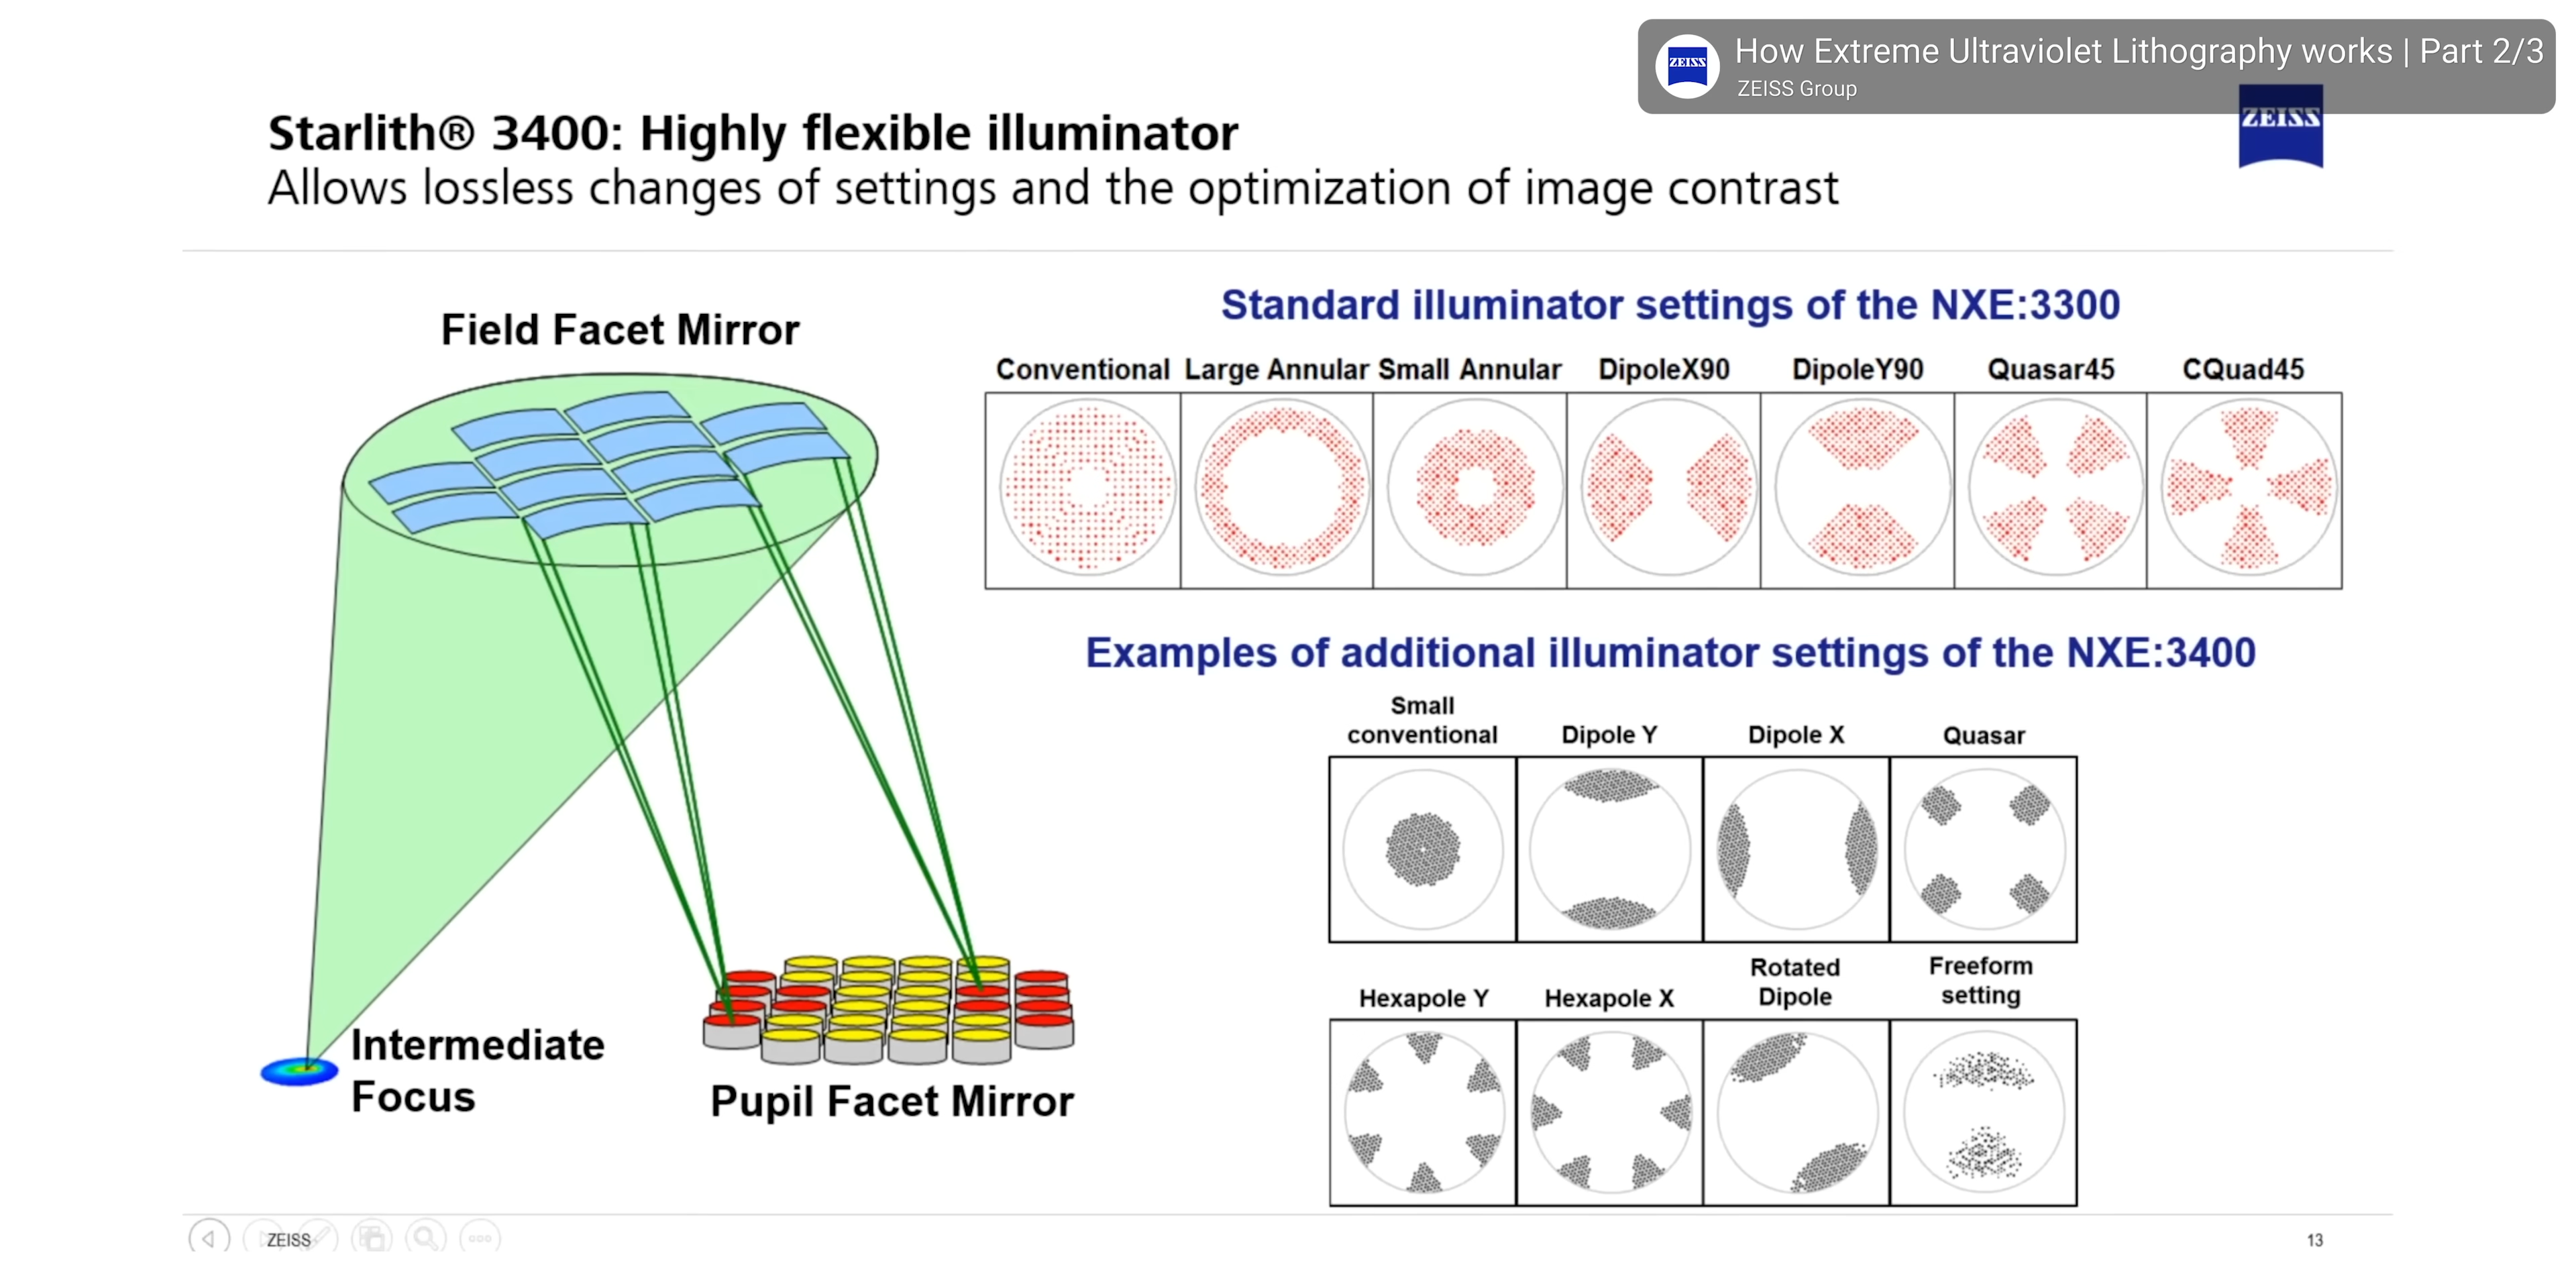 How Extreme Ultraviolet Lithography works | Part 2/3
ZEISS
ZEISS Group
ZEISS
Starlith® 3400: Highly flexible illuminator
Allows lossless changes of settings and the optimization of image contrast
Field Facet Mirror
Intermediate
Focus
Pupil Facet Mirror
Standard illuminator settings of the NXE:3300
Conventional Large Annular Small Annular DipoleX90 DipoleY90 Quasar45 CQuad45
Examples of additional illuminator settings of the NXE:3400
Small
conventional Dipole Y Dipole X Quasar
Rotated Freeform
Hexapole Y Hexapole X Dipole setting
ZEISS
13